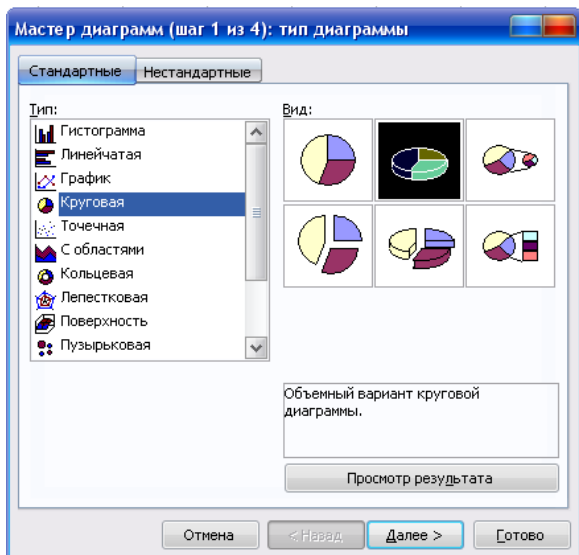 Мастер диаграмм (шаг 1 из 4): тип диаграммы
Стандартные
Нестандартные
Тип:
Гистограмма
Линейчатая
График
Круговая
Точечная
С областями
Кольцевая
Лепестковая
Поверхность
Пузырьковая
Вид:
Объемный вариант круговой
диаграммы.
Просмотр результата
Отмена
< Назад
Далее >
Готово